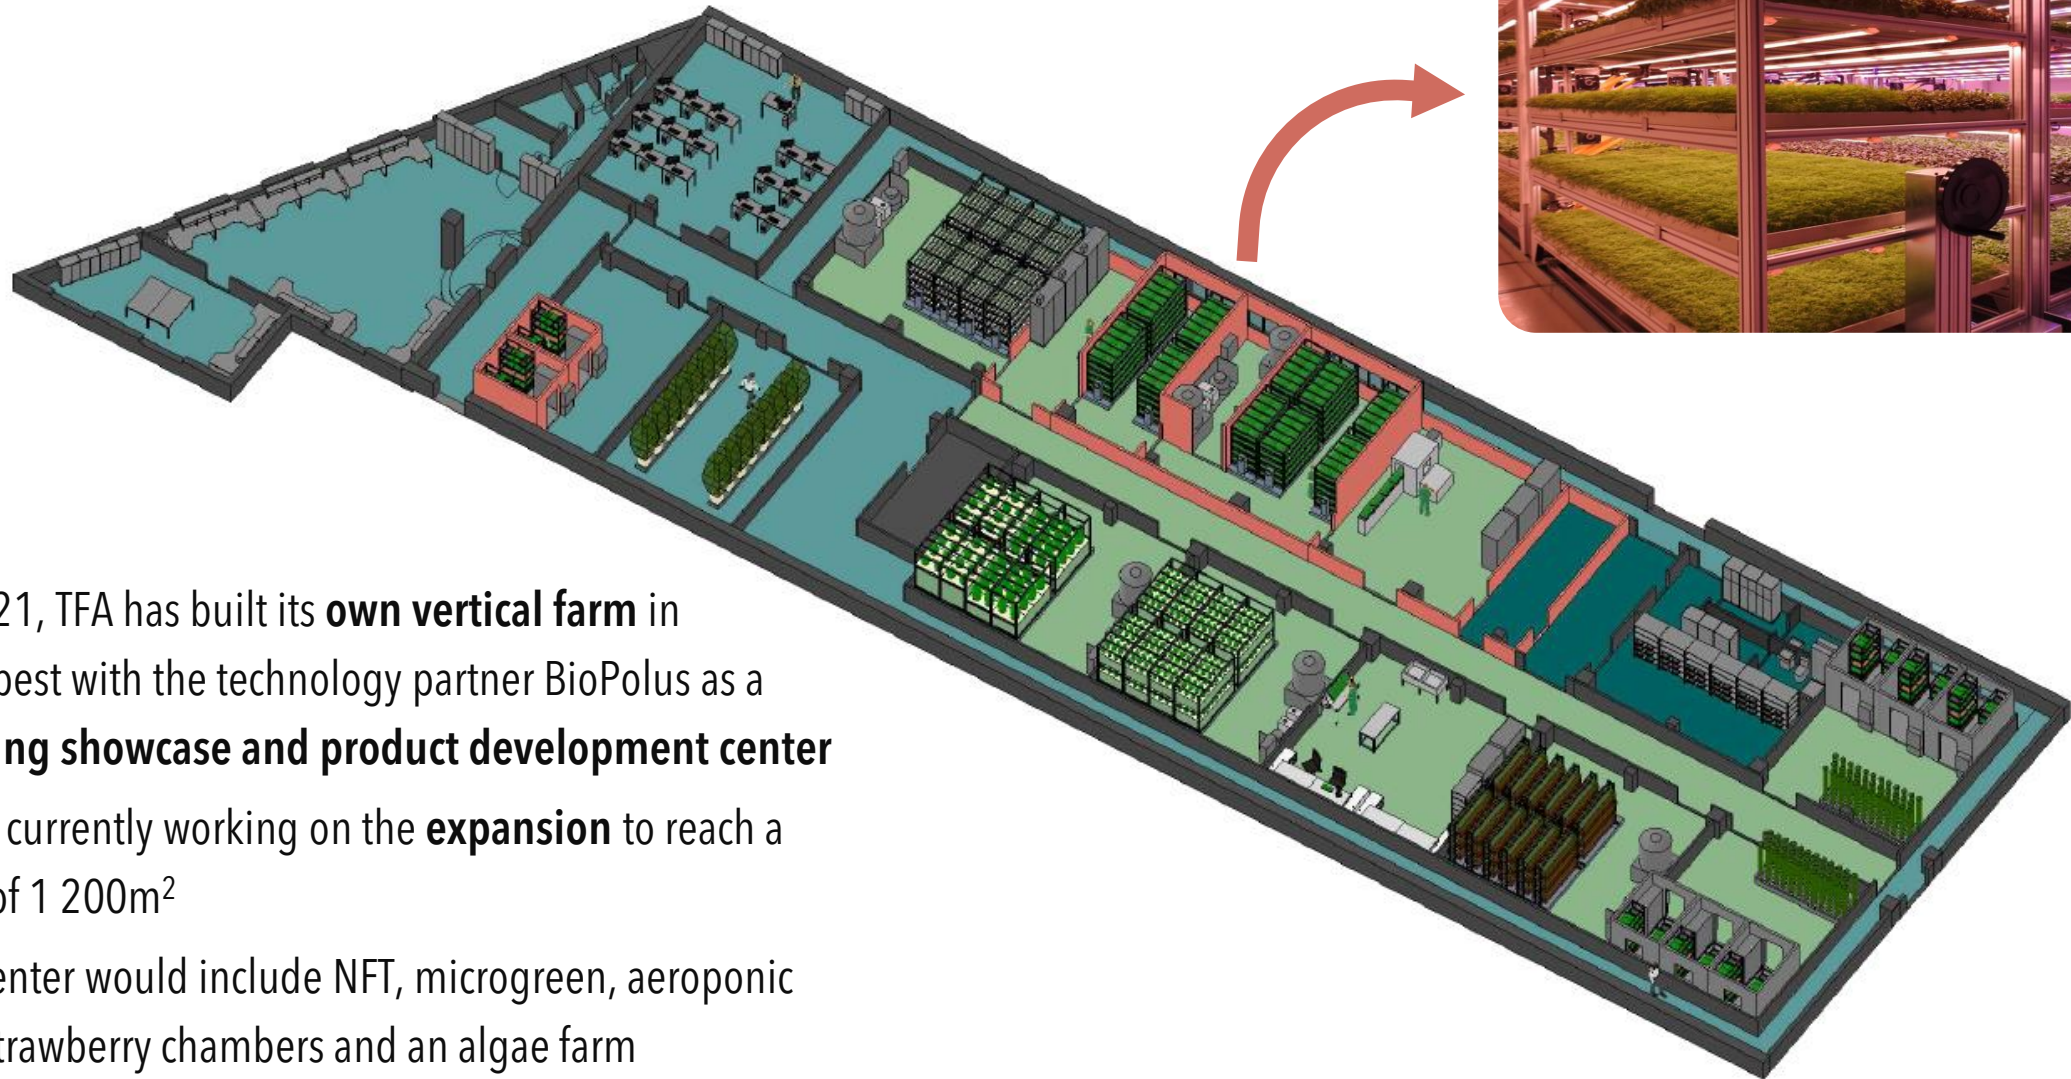 21, TFA has built its own vertical farm in
pest with the technology partner BioPolus as a
ng showcase and product development center
currently working on the expansion to reach a
of 1 200m²
enter would include NFT, microgreen, aeroponic
trawberry chambers and an algae farm